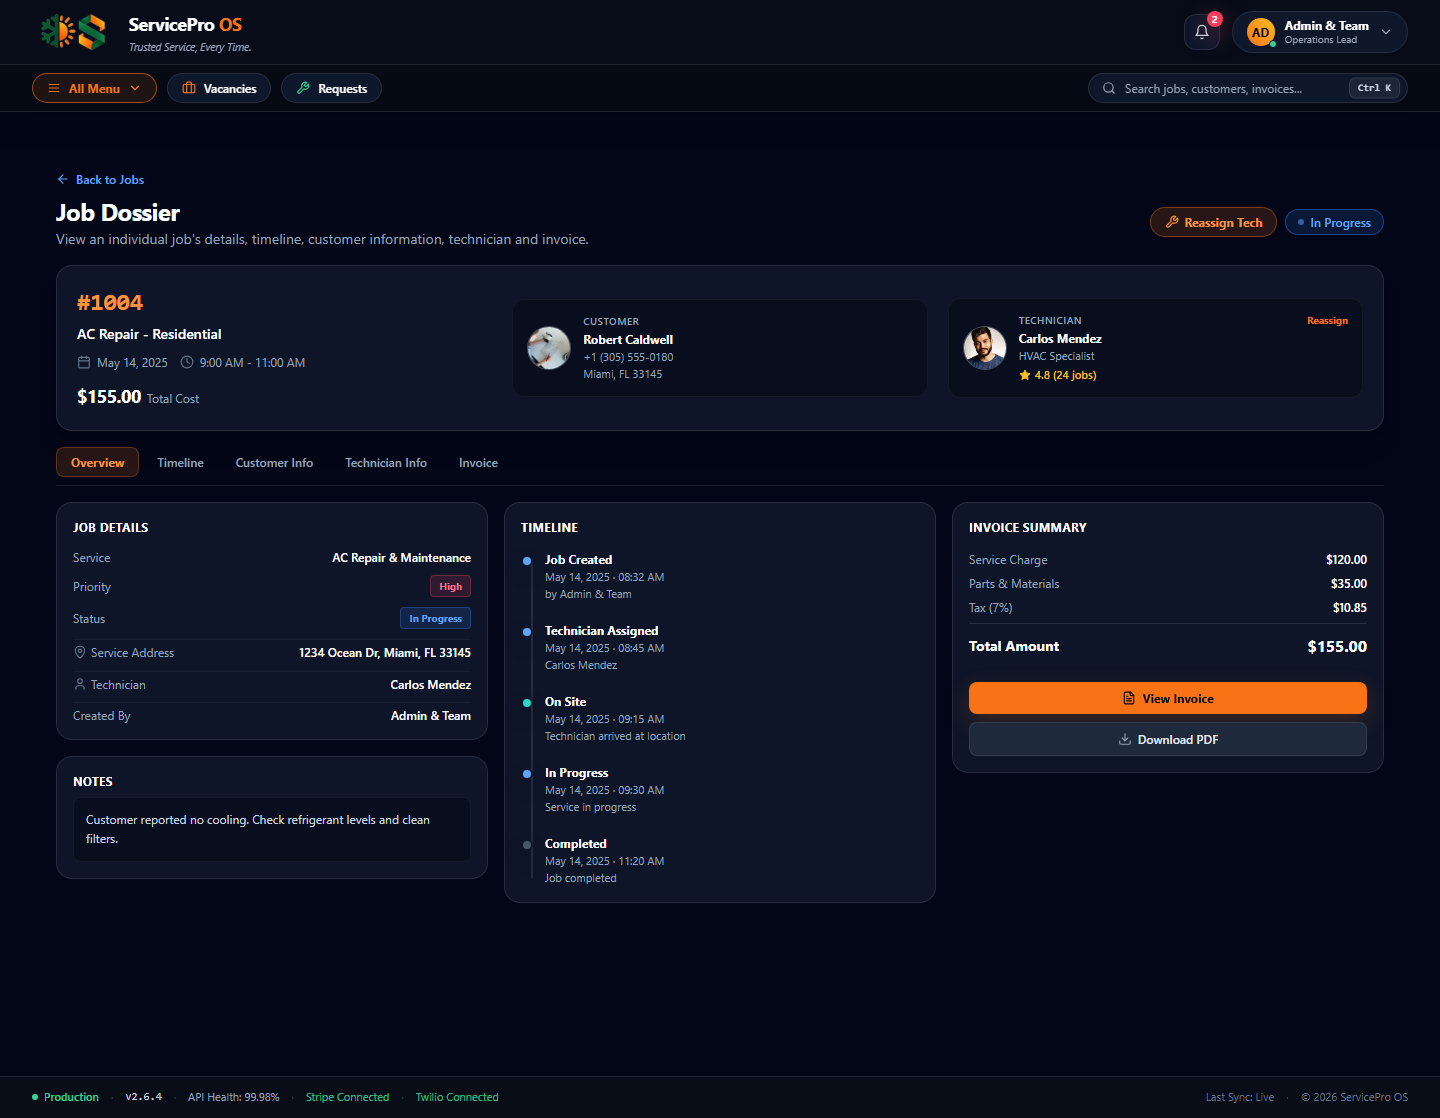 ServicePro OS
Trusted Service, Every Time.
2
AD
Admin & Team
Operations Lead
All Menu
Vacancies
Requests
Search jobs, customers, invoices...
Ctrl K
Back to Jobs
Job Dossier
View an individual job's details, timeline, customer information, technician and invoice.
Reassign Tech
In Progress
#1004
AC Repair - Residential
May 14, 2025
9:00 AM - 11:00 AM
$155.00 Total Cost
CUSTOMER
Robert Caldwell
+1 (305) 555-0180
Miami, FL 33145
TECHNICIAN
Reassign
Carlos Mendez
HVAC Specialist
4.8 (24 jobs)
Overview
Timeline
Customer Info
Technician Info
Invoice
JOB DETAILS
Service AC Repair & Maintenance
Priority High
Status In Progress
Service Address 1234 Ocean Dr, Miami, FL 33145
Technician Carlos Mendez
Created By Admin & Team
NOTES
Customer reported no cooling. Check refrigerant levels and clean
filters.
TIMELINE
Job Created
May 14, 2025 · 08:32 AM
by Admin & Team
Technician Assigned
May 14, 2025 · 08:45 AM
Carlos Mendez
On Site
May 14, 2025 · 09:15 AM
Technician arrived at location
In Progress
May 14, 2025 · 09:30 AM
Service in progress
Completed
May 14, 2025 · 11:20 AM
Job completed
INVOICE SUMMARY
Service Charge $120.00
Parts & Materials $35.00
Tax (7%) $10.85
Total Amount $155.00
View Invoice
Download PDF
Production · v2.6.4 · API Health: 99.98% · Stripe Connected · Twilio Connected
Last Sync: Live · © 2026 ServicePro OS